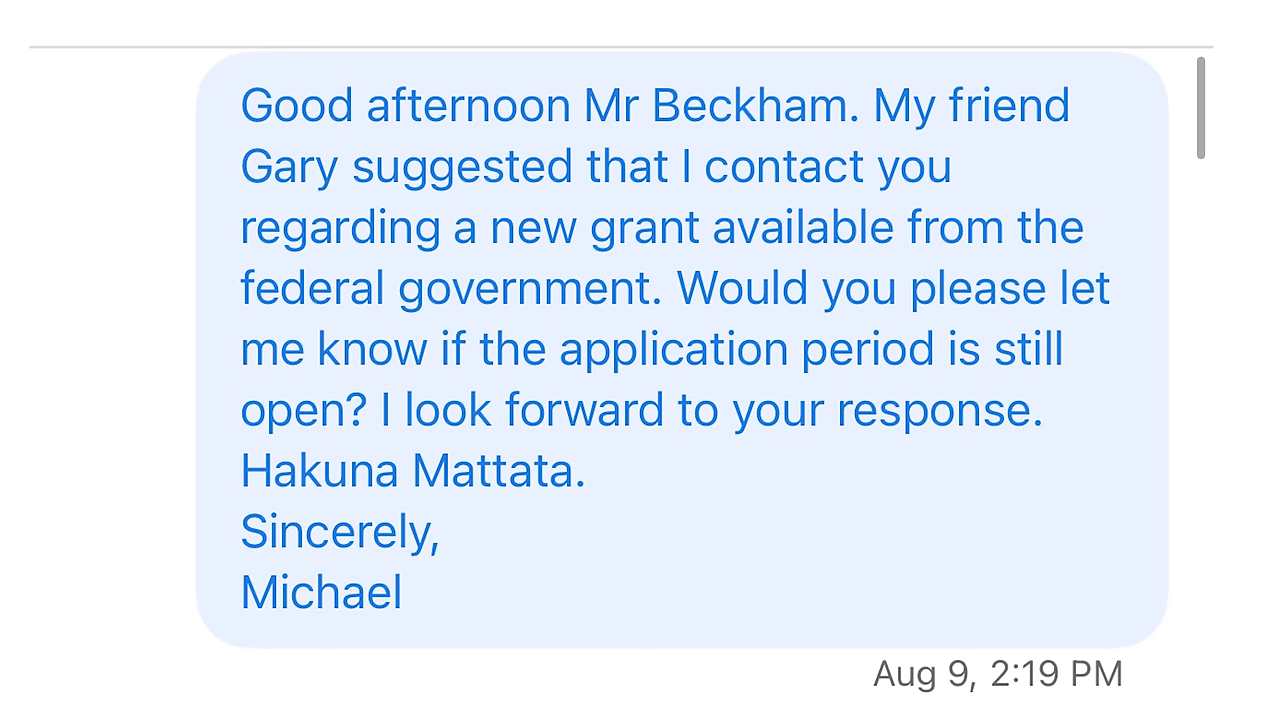 Good afternoon Mr Beckham. My friend
Gary suggested that I contact you
regarding a new grant available from the
federal government. Would you please let
me know if the application period is still
open? I look forward to your response.
Hakuna Mattata.
Sincerely,
Michael
Aug 9, 2:19 PM